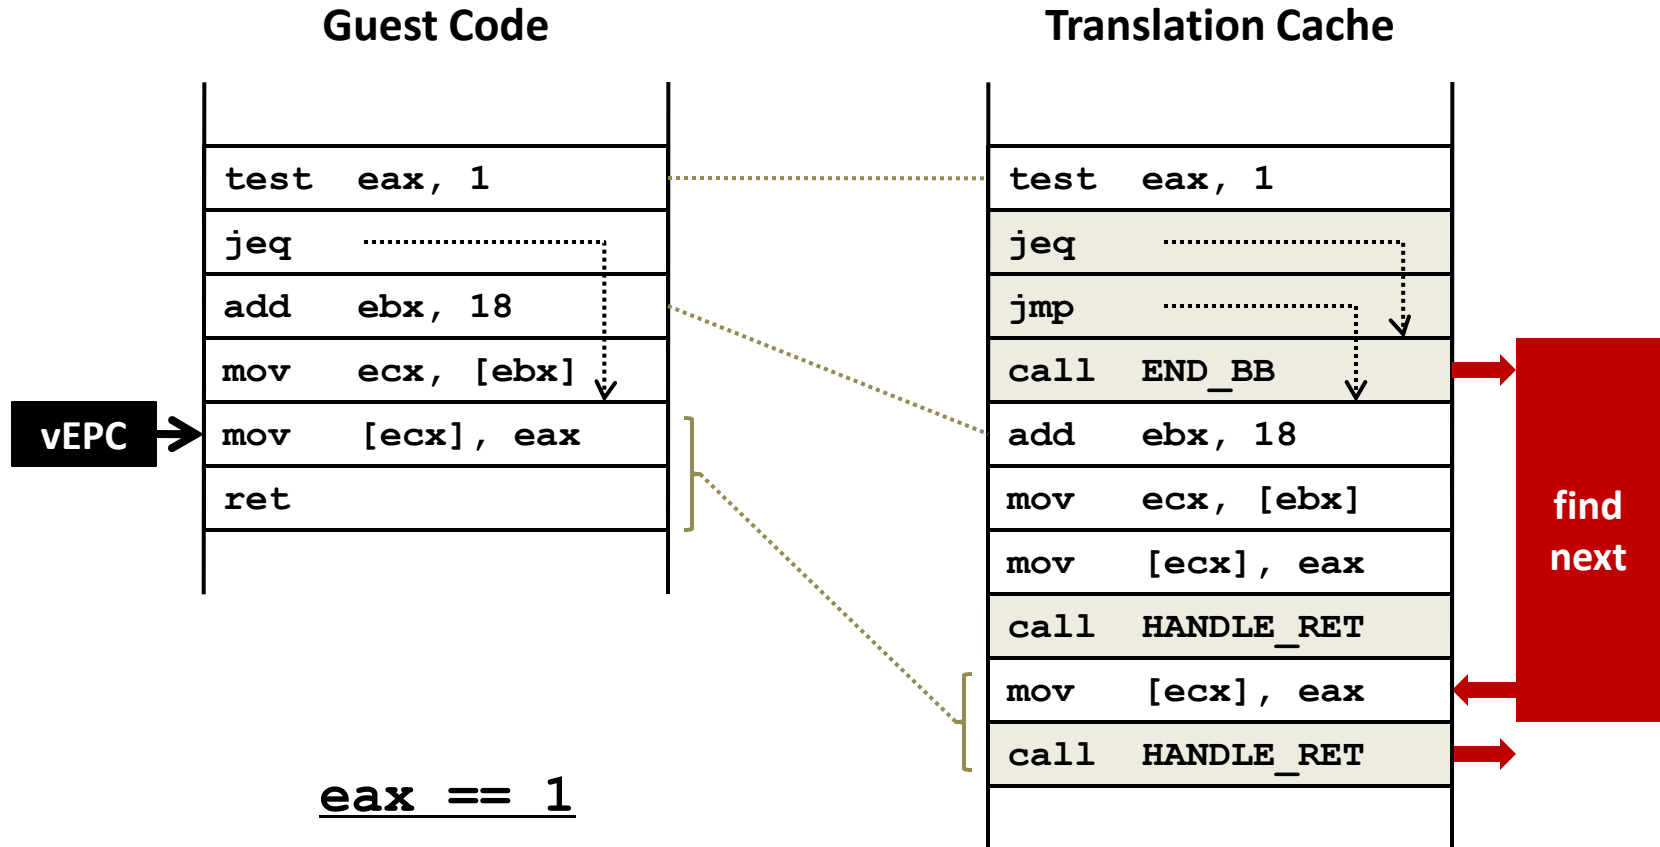 Guest Code
test eax, 1
jeq
add ebx, 18
mov ecx, [ebx]
vEPC
mov [ecx], eax
ret
eax == 1
Translation Cache
test eax, 1
jeq
jmp
call END_BB
add ebx, 18
mov ecx, [ebx]
mov [ecx], eax
call HANDLE_RET
mov [ecx], eax
call HANDLE_RET
find
next